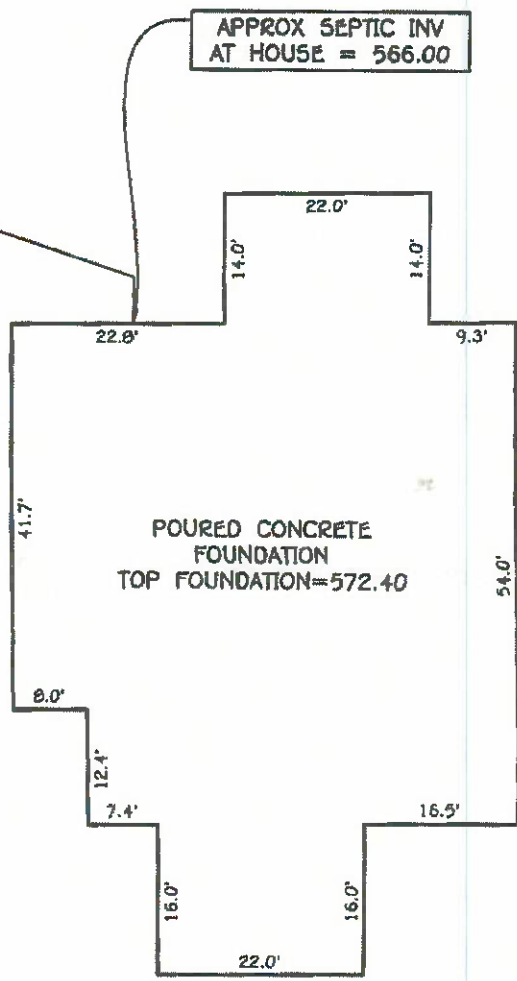 APPROX SEPTIC INV
AT HOUSE = 566.00
22.0'
14.0'
14.0'
22.8'
9.3'
41.7'
POURED CONCRETE
FOUNDATION
TOP FOUNDATION=572.40
54.0'
8.0'
12.4'
7.4'
16.5'
16.0'
16.0'
22.0'